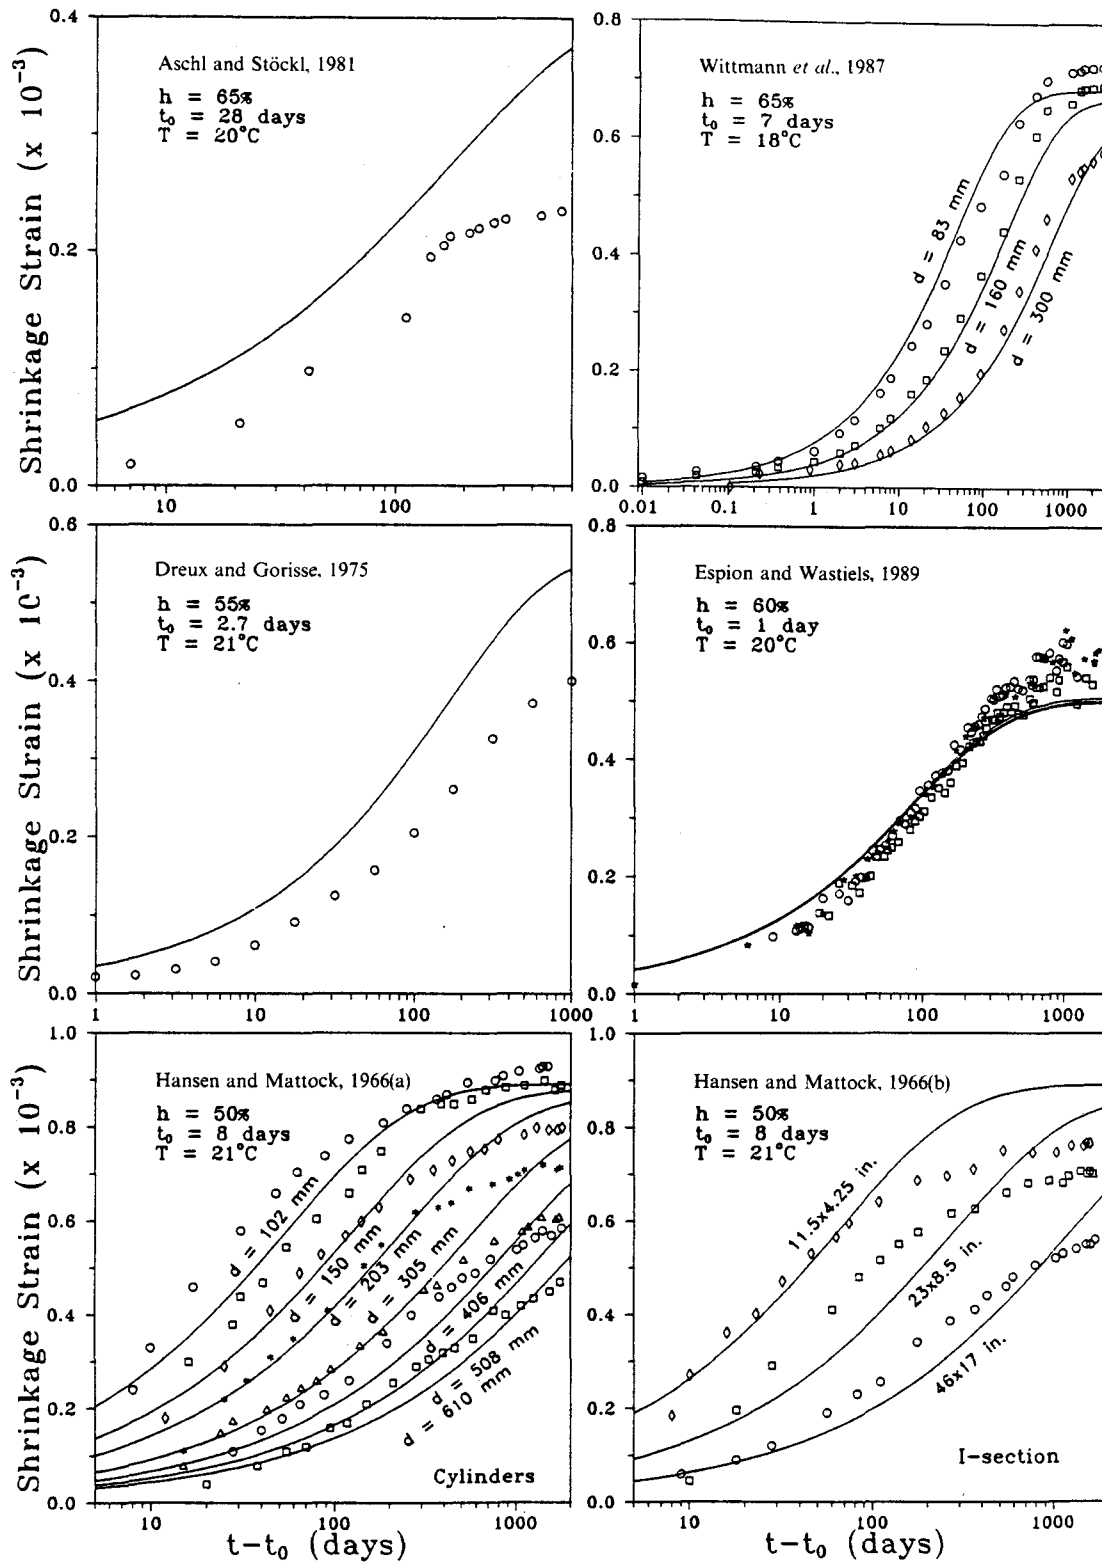 Shrinkage Strain (x 10⁻³)
0.4
0.2
0.0
10
100
Aschl and Stöckl, 1981
h = 65%
t₀ = 28 days
T = 20°C
0.8
0.6
0.4
0.2
0.0
0.01
0.1
1
10
100
1000
Wittmann et al., 1987
h = 65%
t₀ = 7 days
T = 18°C
d = 83 mm
d = 160 mm
d = 300 mm
Shrinkage Strain (x 10⁻³)
0.6
0.4
0.2
0.0
1
10
100
1000
Dreux and Gorisse, 1975
h = 55%
t₀ = 2.7 days
T = 21°C
0.8
0.6
0.4
0.2
0.0
1
10
100
1000
Espion and Wastiels, 1989
h = 60%
t₀ = 1 day
T = 20°C
Shrinkage Strain (x 10⁻³)
1.0
0.8
0.6
0.4
0.2
0.0
10
100
1000
Hansen and Mattock, 1966(a)
h = 50%
t₀ = 8 days
T = 21°C
d = 102 mm
d = 150 mm
d = 203 mm
d = 305 mm
d = 406 mm
d = 508 mm
d = 610 mm
Cylinders
t-t₀ (days)
1.0
0.8
0.6
0.4
0.2
0.0
10
100
1000
Hansen and Mattock, 1966(b)
h = 50%
t₀ = 8 days
T = 21°C
11.5x4.25 in.
23x8.5 in.
46x17 in.
I-section
t-t₀ (days)